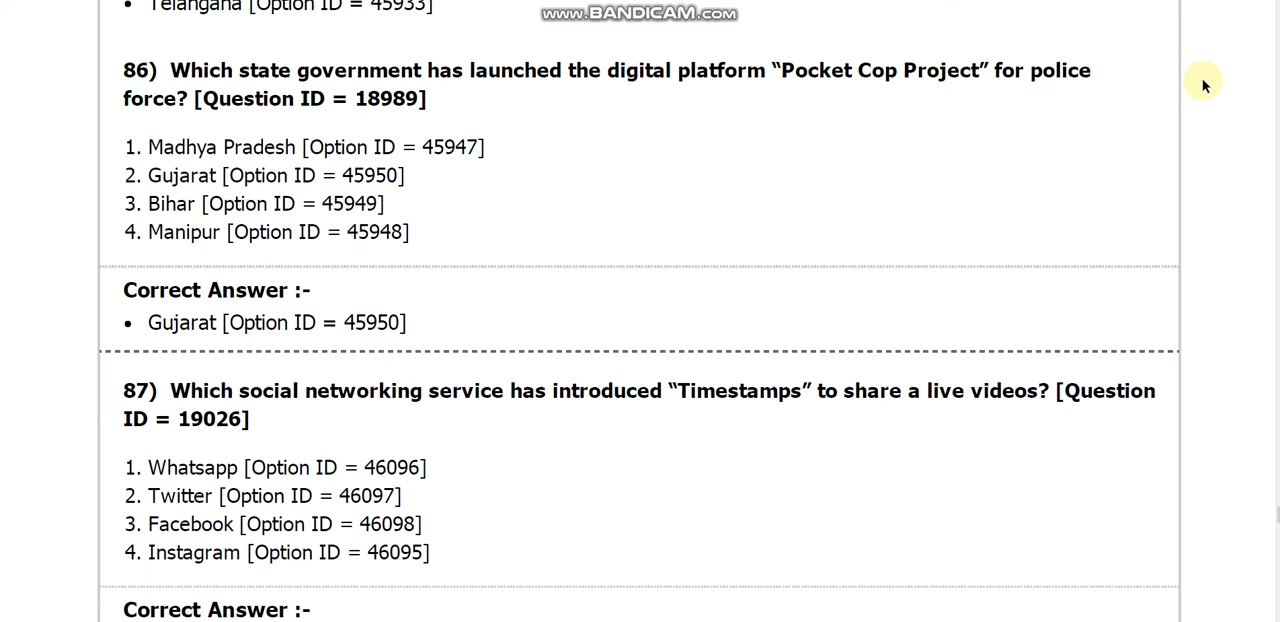 Telangana [Option ID = 45933]
www.BANDICAM.com
86) Which state government has launched the digital platform “Pocket Cop Project” for police
force? [Question ID = 18989]
1. Madhya Pradesh [Option ID = 45947]
2. Gujarat [Option ID = 45950]
3. Bihar [Option ID = 45949]
4. Manipur [Option ID = 45948]
Correct Answer :-
• Gujarat [Option ID = 45950]
87) Which social networking service has introduced “Timestamps” to share a live videos? [Question
ID = 19026]
1. Whatsapp [Option ID = 46096]
2. Twitter [Option ID = 46097]
3. Facebook [Option ID = 46098]
4. Instagram [Option ID = 46095]
Correct Answer :-